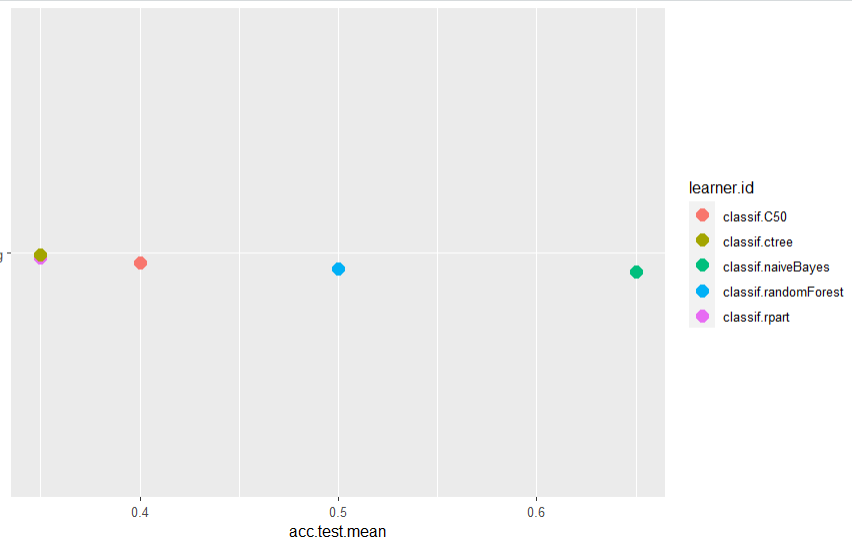 learner.id
classif.C50
classif.ctree
classif.naiveBayes
classif.randomForest
classif.rpart
0.4 0.5 0.6
acc.test.mean